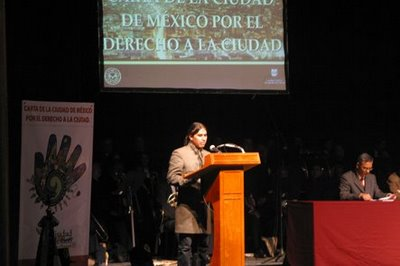 CARTA DE LA CIUDAD
DE MÉXICO POR EL
DERECHO A LA CIUDAD
CARTA DE LA CIUDAD DE MÉXICO
POR EL DERECHO A LA CIUDAD.